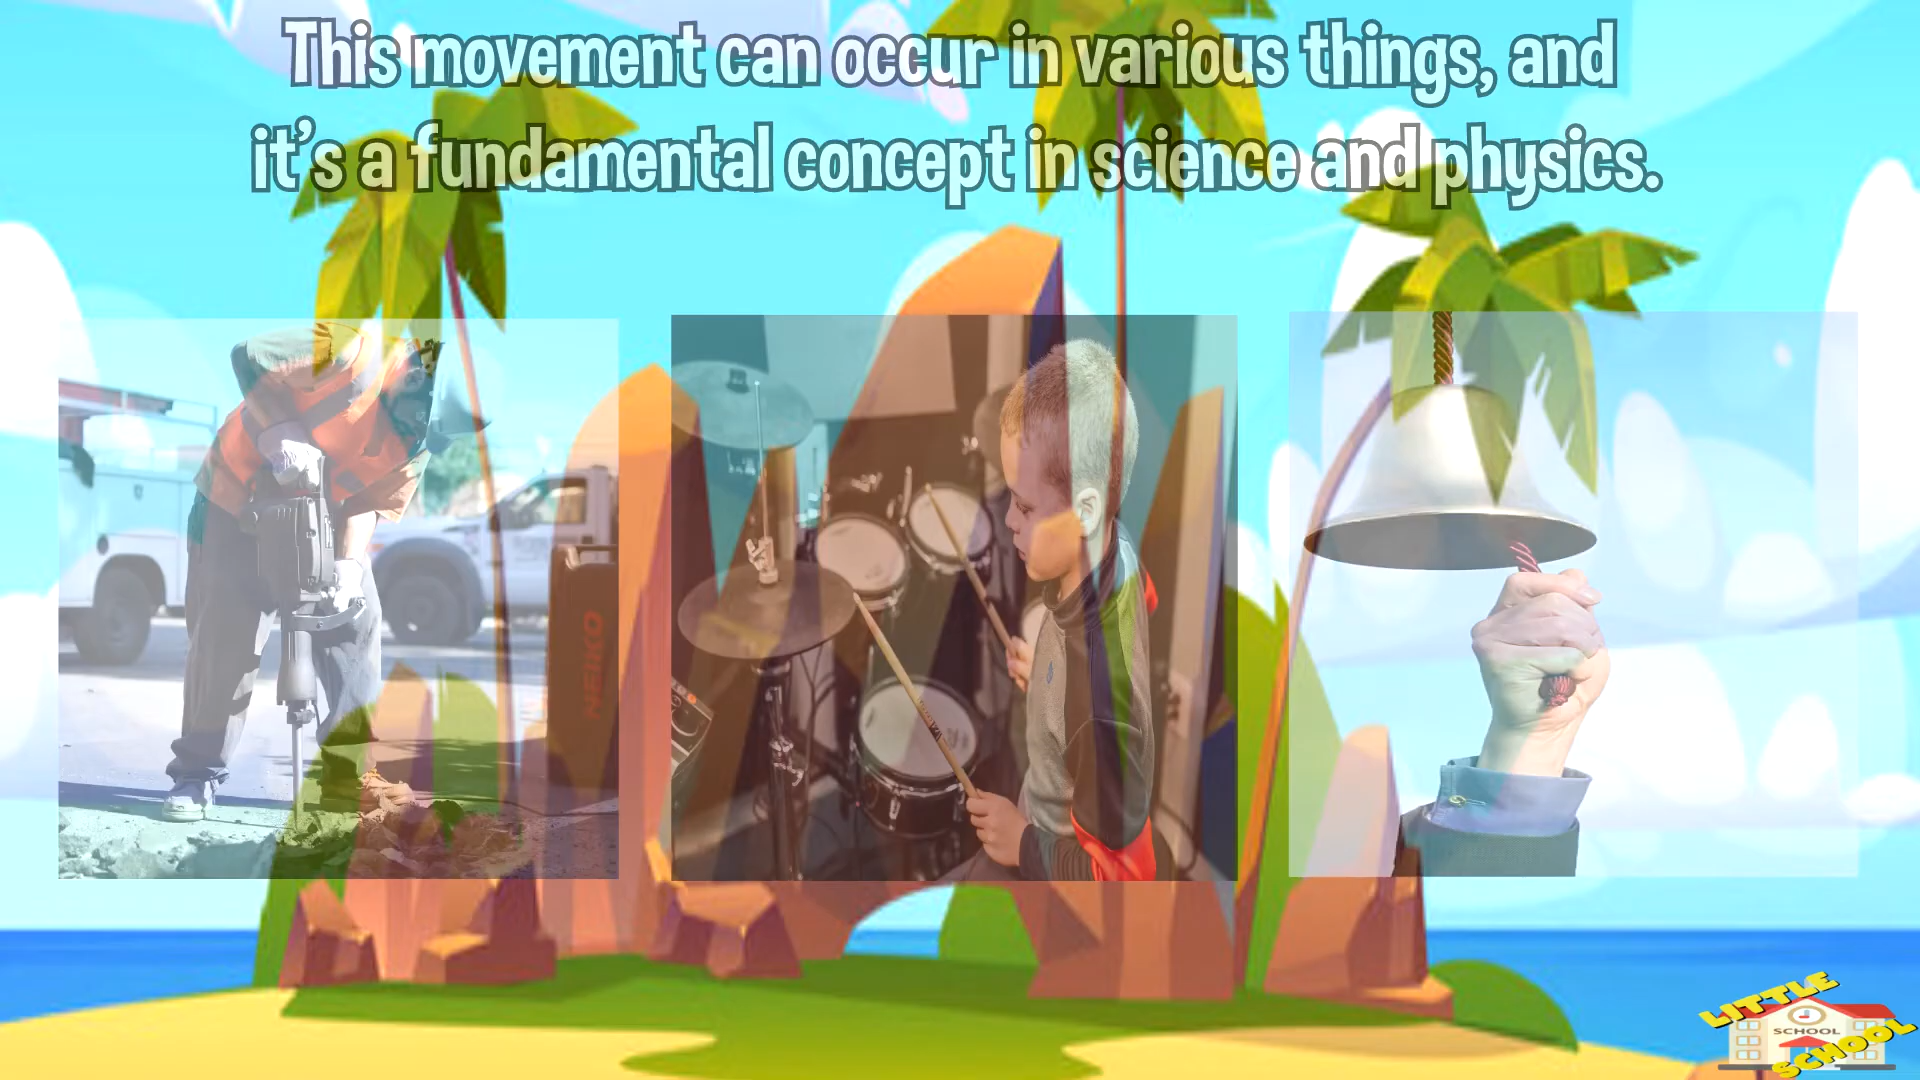 This movement can occur in various things, and
it's a fundamental concept in science and physics.
NEIKO
LITTLE
SCHOOL
SCHOOL